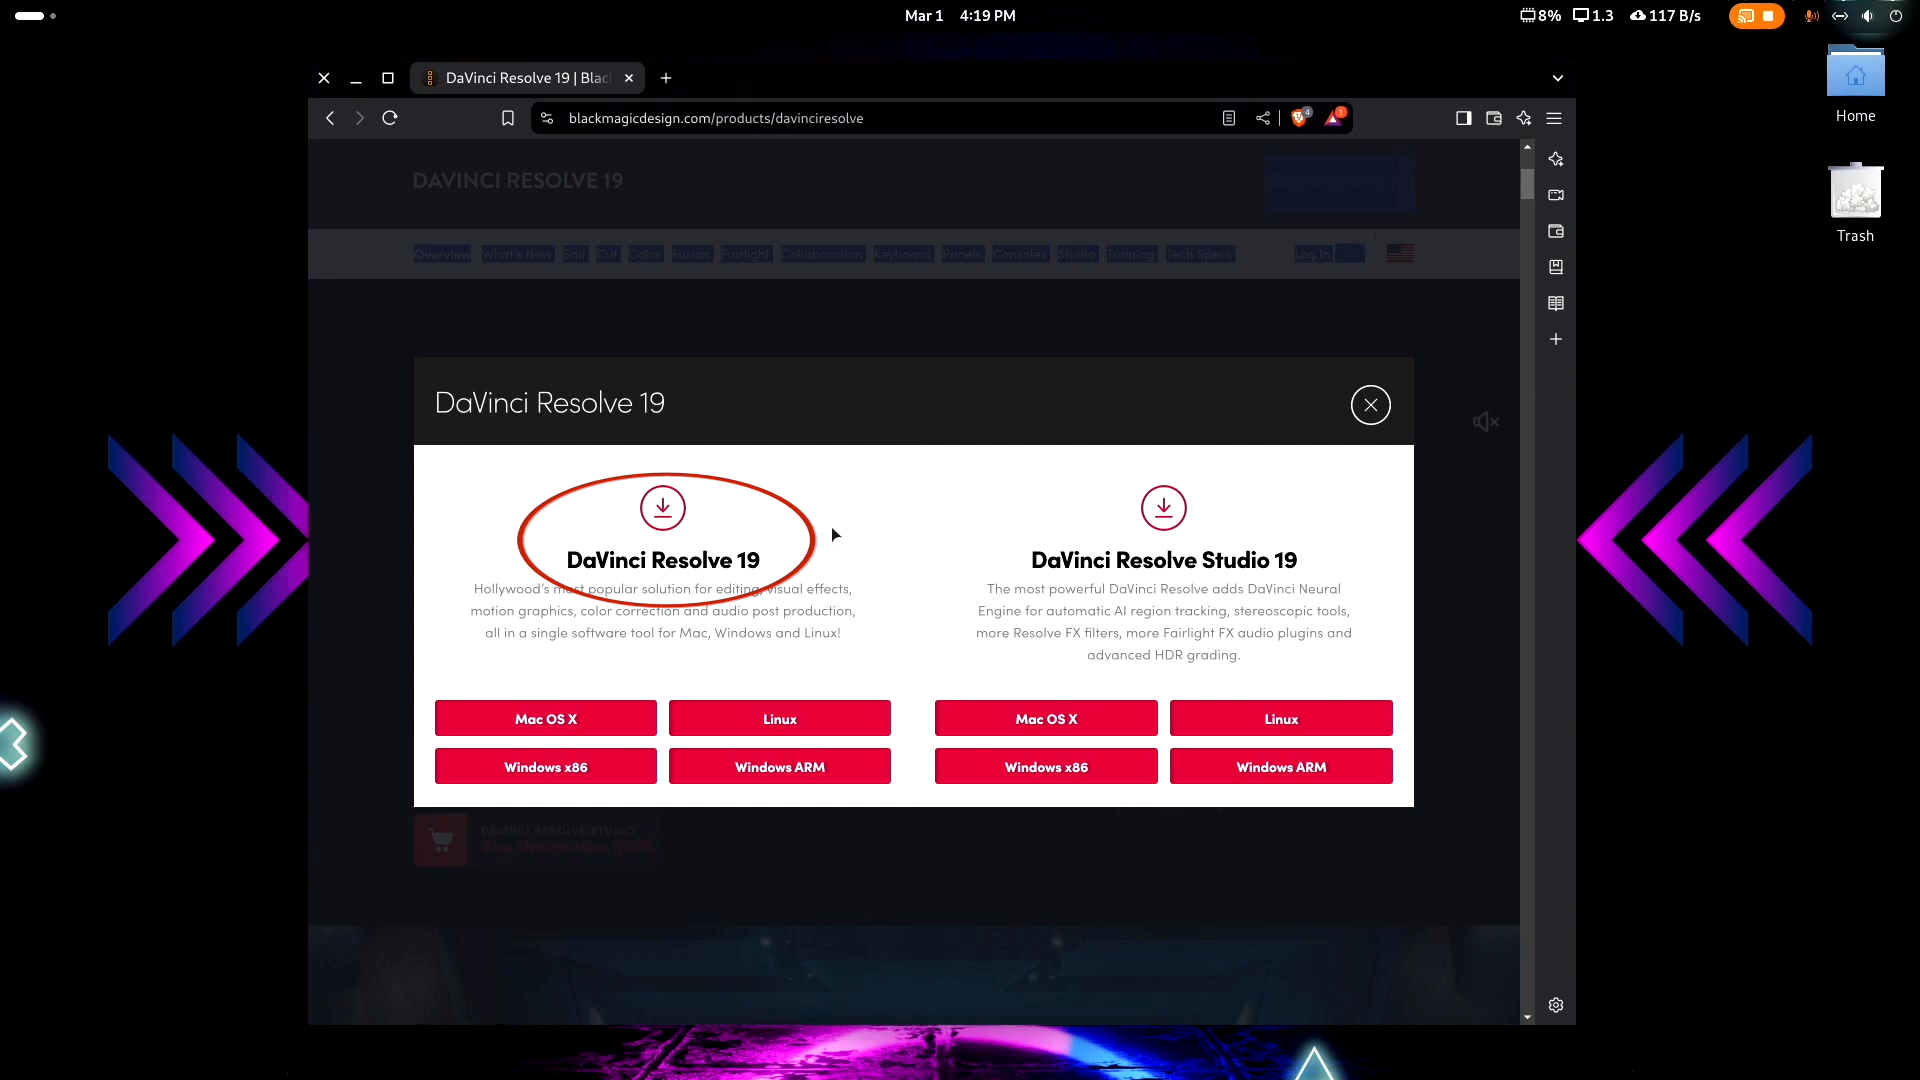 Mar 1 4:19 PM
8% 1.3 117 B/s
DaVinci Resolve 19 | Blac
blackmagicdesign.com/products/davinciresolve
4
1
Home
Trash
DAVINCI RESOLVE 19
Overview What's New Edit Cut Color Fusion Fairlight Collaboration Keyboard Panels Consoles Studio Training Tech Specs Log In
DaVinci Resolve 19
DaVinci Resolve 19
Hollywood's most popular solution for editing, visual effects,
motion graphics, color correction and audio post production,
all in a single software tool for Mac, Windows and Linux!
Mac OS X Linux
Windows x86 Windows ARM
DaVinci Resolve Studio 19
The most powerful DaVinci Resolve adds DaVinci Neural
Engine for automatic AI region tracking, stereoscopic tools,
more Resolve FX filters, more Fairlight FX audio plugins and
advanced HDR grading.
Mac OS X Linux
Windows x86 Windows ARM
DAVINCI RESOLVE STUDIO
Buy Online Now